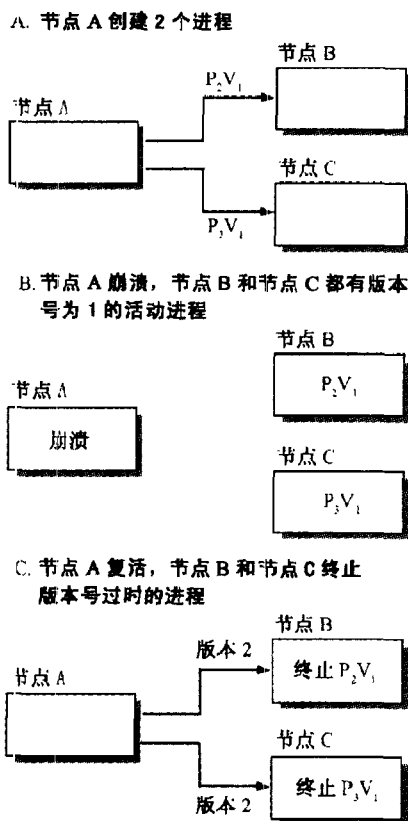 A. 节点 A 创建 2 个进程
节点 B
P₂V₁
节点 A
节点 C
P₃V₁
B. 节点 A 崩溃，节点 B 和节点 C 都有版本
号为 1 的活动进程
节点 B
节点 A
P₂V₁
崩溃
节点 C
P₃V₁
C. 节点 A 复活，节点 B 和节点 C 终止
版本号过时的进程
节点 B
版本 2
节点 A
终止 P₂V₁
节点 C
终止 P₃V₁
版本 2